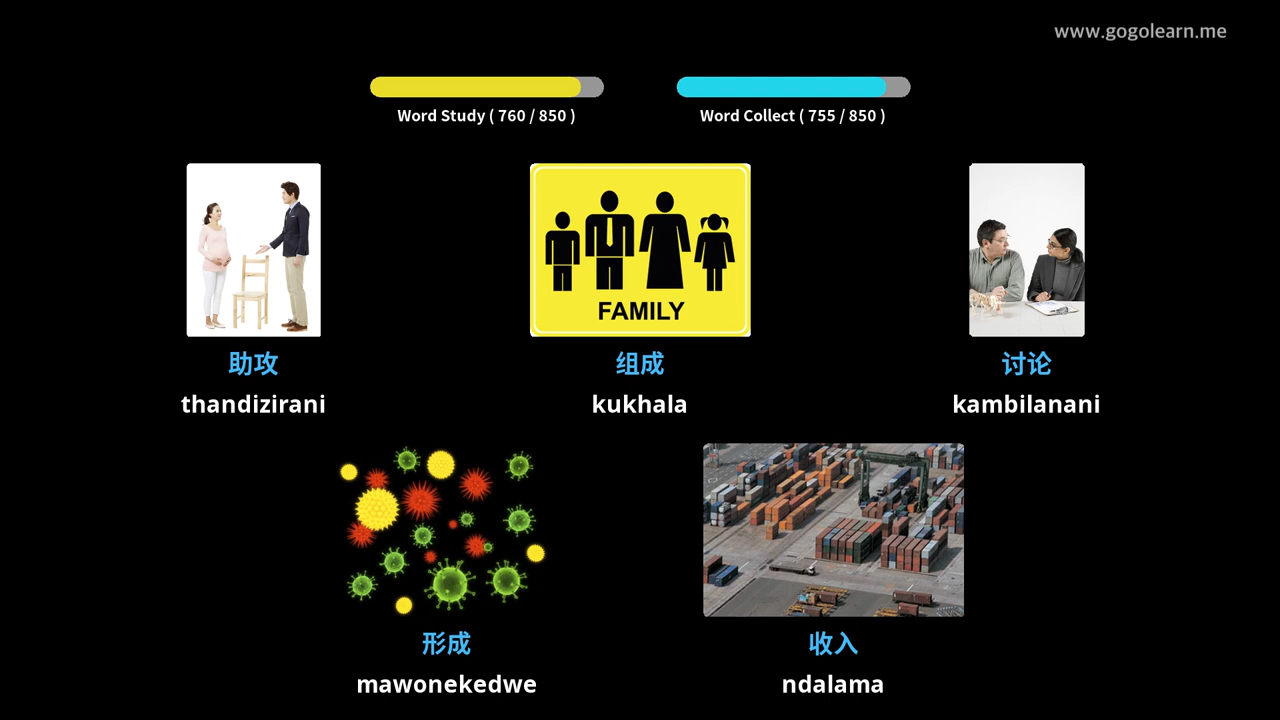 www.gogolearn.me
Word Study ( 760 / 850 )
Word Collect ( 755 / 850 )
FAMILY
助攻
组成
讨论
thandizirani
kukhala
kambilanani
形成
收入
mawonekedwe
ndalama